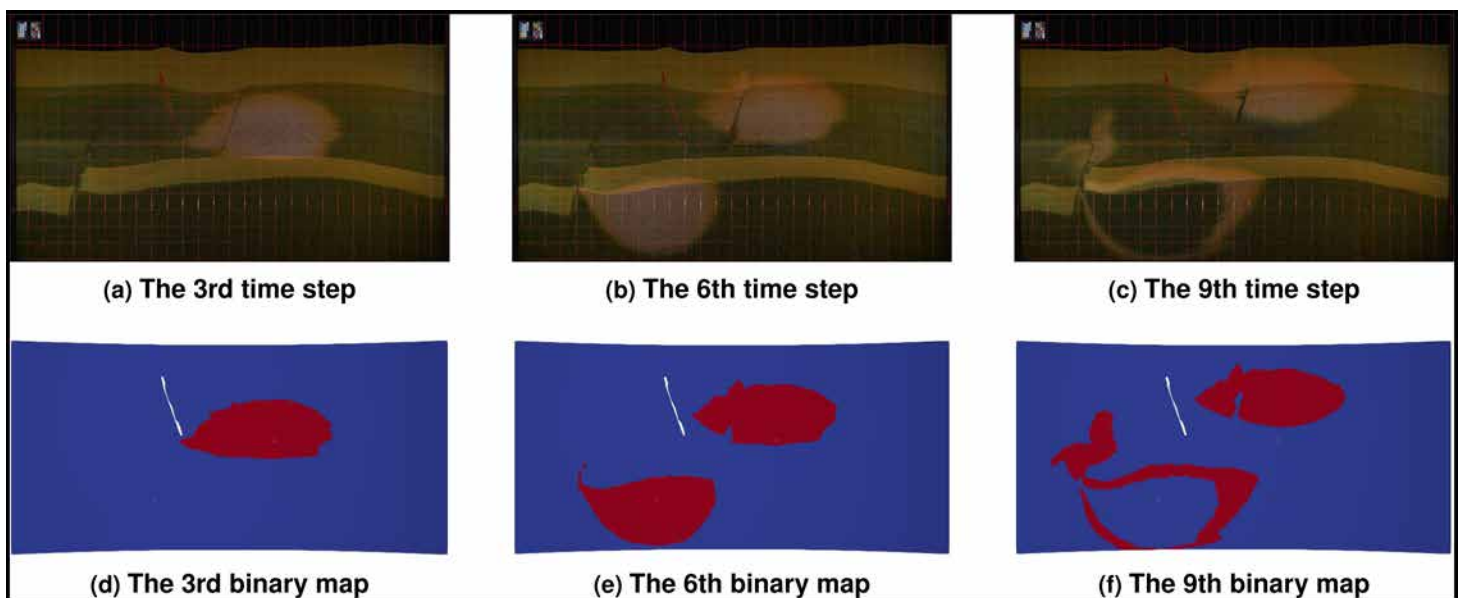 (a) The 3rd time step
(b) The 6th time step
(c) The 9th time step
(d) The 3rd binary map
(e) The 6th binary map
(f) The 9th binary map